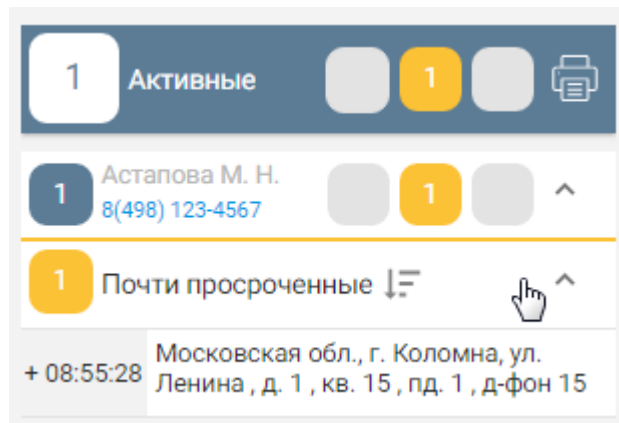 1 Активные 1
1 Астапова М. Н. 1
8(498) 123-4567
1 Почти просроченные
+ 08:55:28 Московская обл., г. Коломна, ул.
Ленина , д. 1 , кв. 15 , пд. 1 , д-фон 15